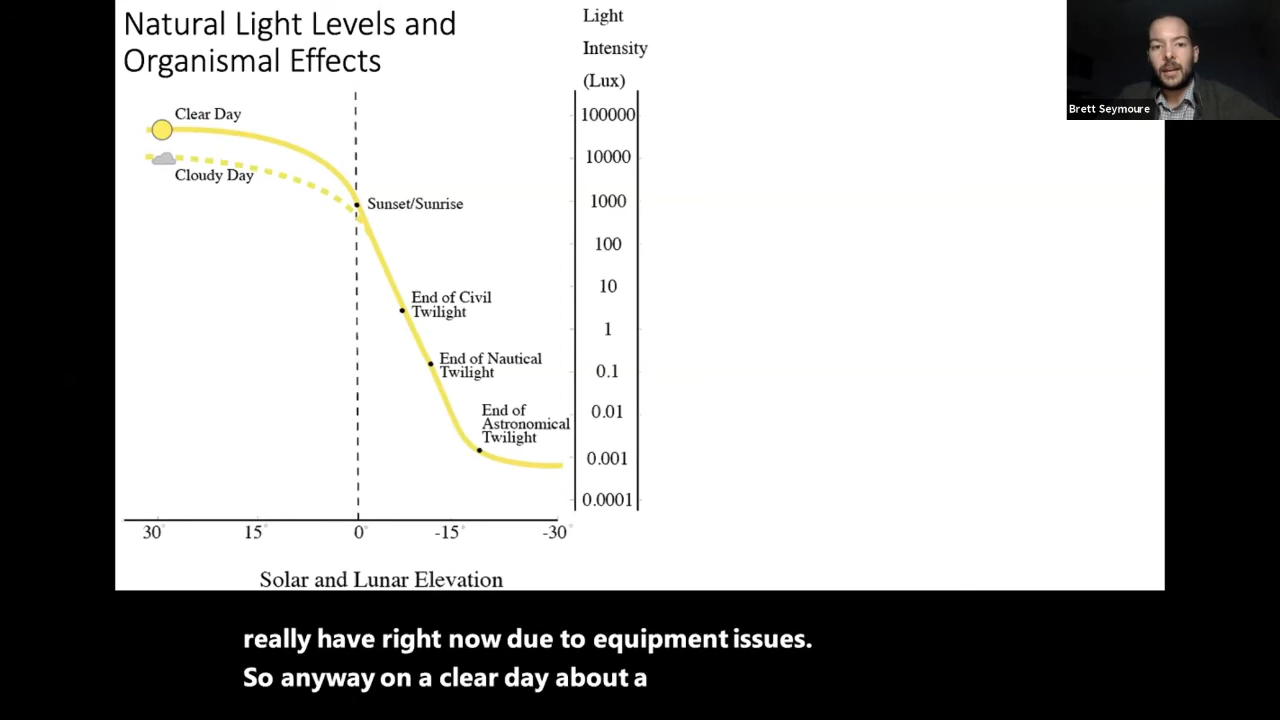 Natural Light Levels and
Organismal Effects
Light
Intensity
(Lux)
Clear Day
Cloudy Day
Sunset/Sunrise
End of Civil
Twilight
End of Nautical
Twilight
End of
Astronomical
Twilight
100000
10000
1000
100
10
1
0.1
0.01
0.001
0.0001
30°
15°
0°
-15°
-30°
Solar and Lunar Elevation
Brett Seymoure
really have right now due to equipment issues.
So anyway on a clear day about a